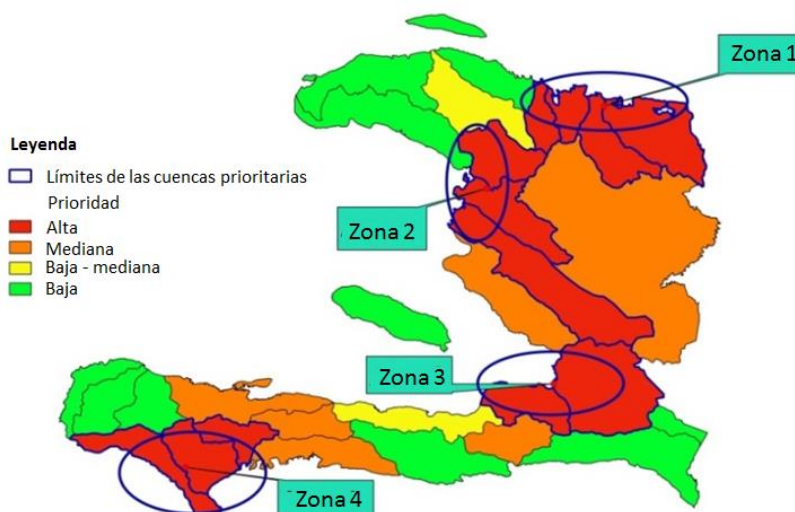 Zona 1
Leyenda
Límites de las cuencas prioritarias
Prioridad
Alta
Mediana
Baja - mediana
Baja
Zona 2
Zona 3
Zona 4